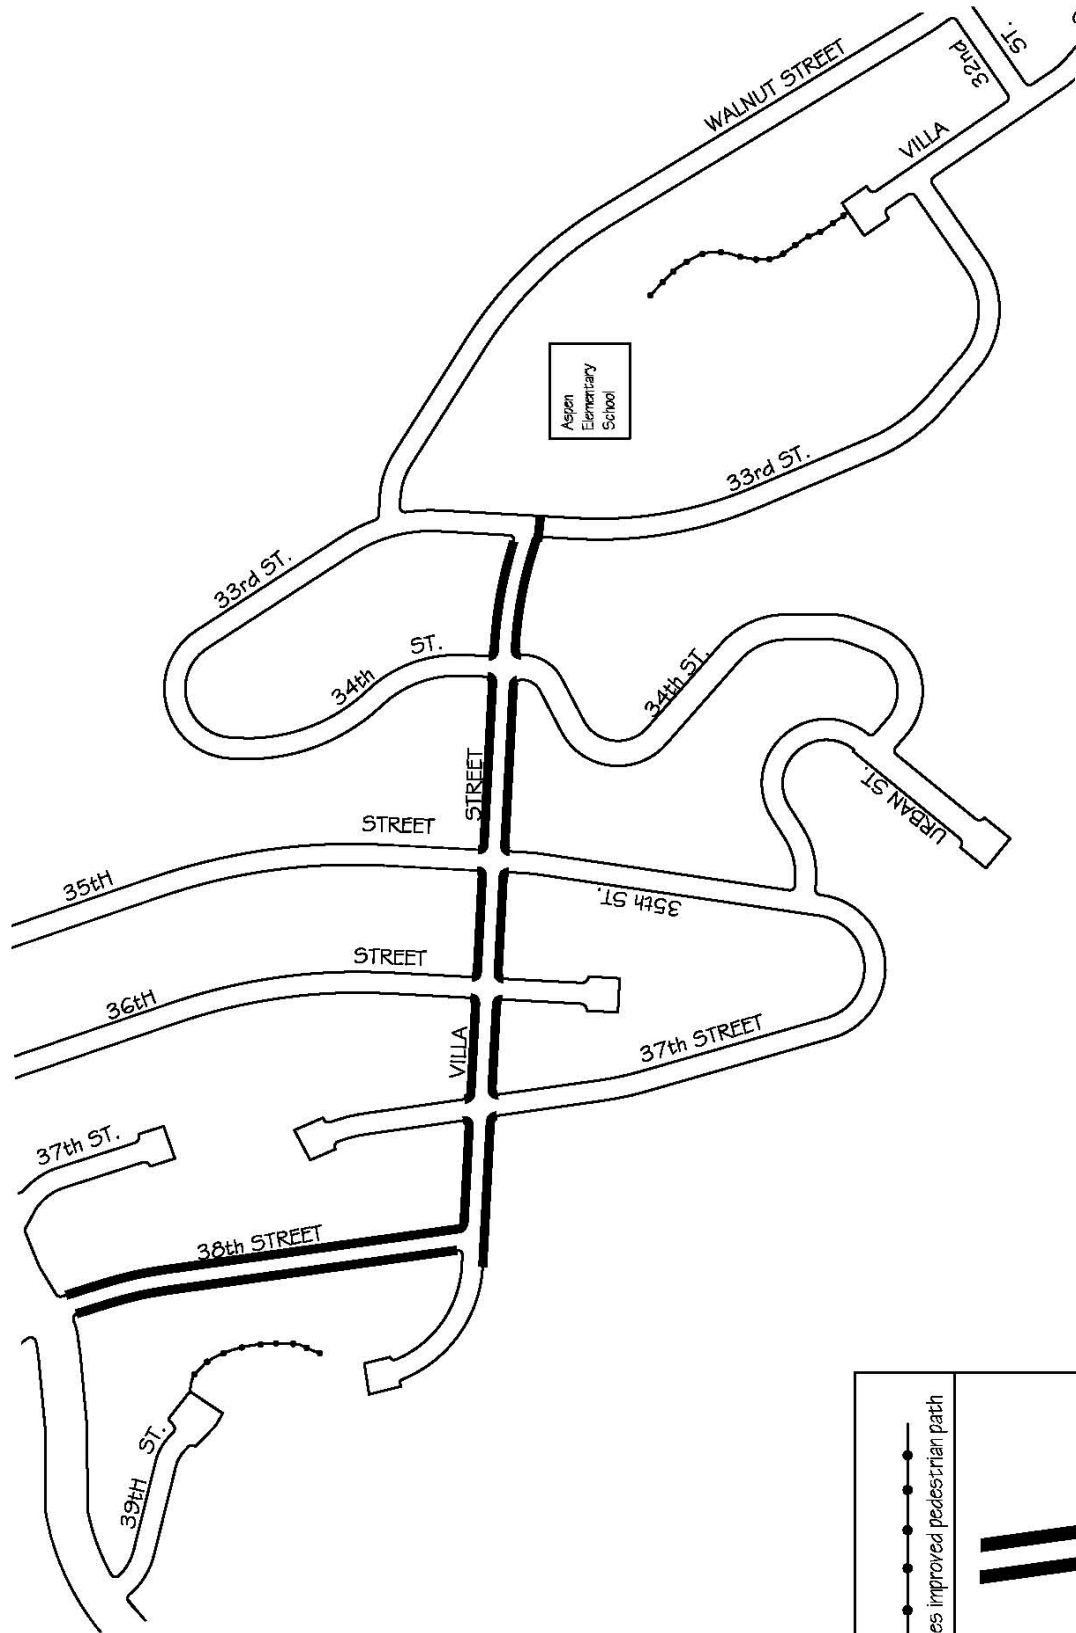 WALNUT STREET
32nd
ST.
VILLA
Aspen
Elementary
School
33rd ST.
33rd ST.
34th
ST.
34th ST.
STREET
URBAN ST.
STREET
35tH
35th ST.
STREET
36tH
VILLA
37th STREET
37th ST.
38th STREET
39tH
ST.
es improved pedestrian path